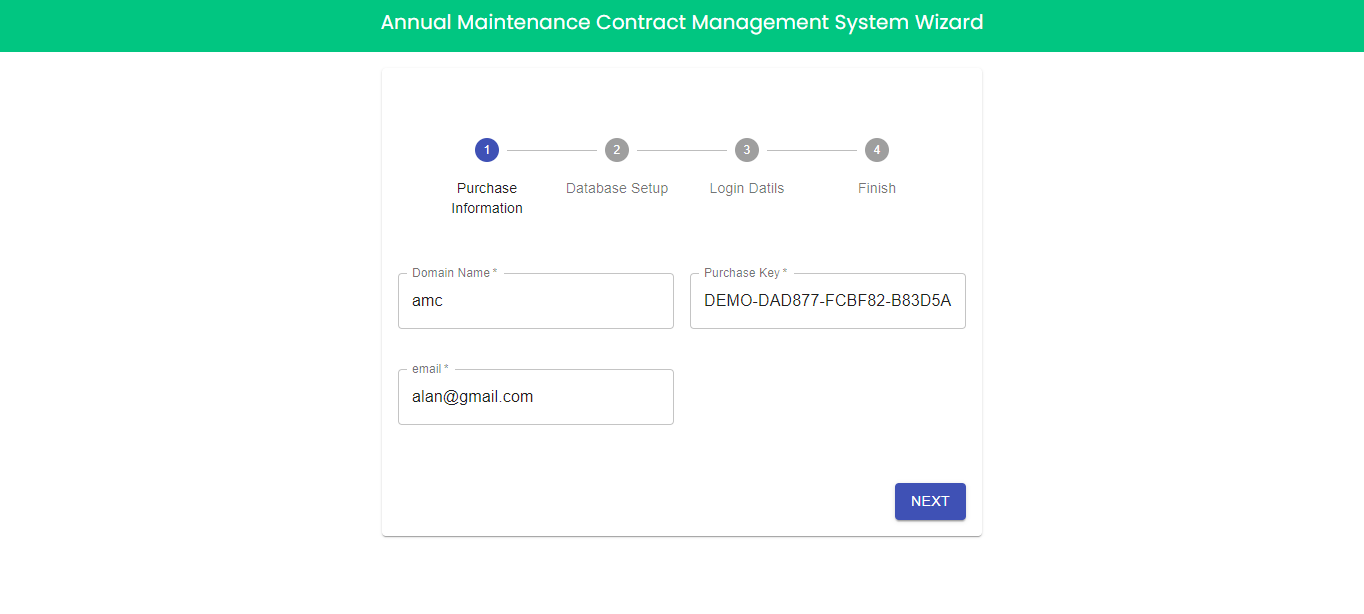 Annual Maintenance Contract Management System Wizard
1
2
3
4
Purchase
Information
Database Setup
Login Datils
Finish
Domain Name *
amc
Purchase Key *
DEMO-DAD877-FCBF82-B83D5A
email *
alan@gmail.com
NEXT